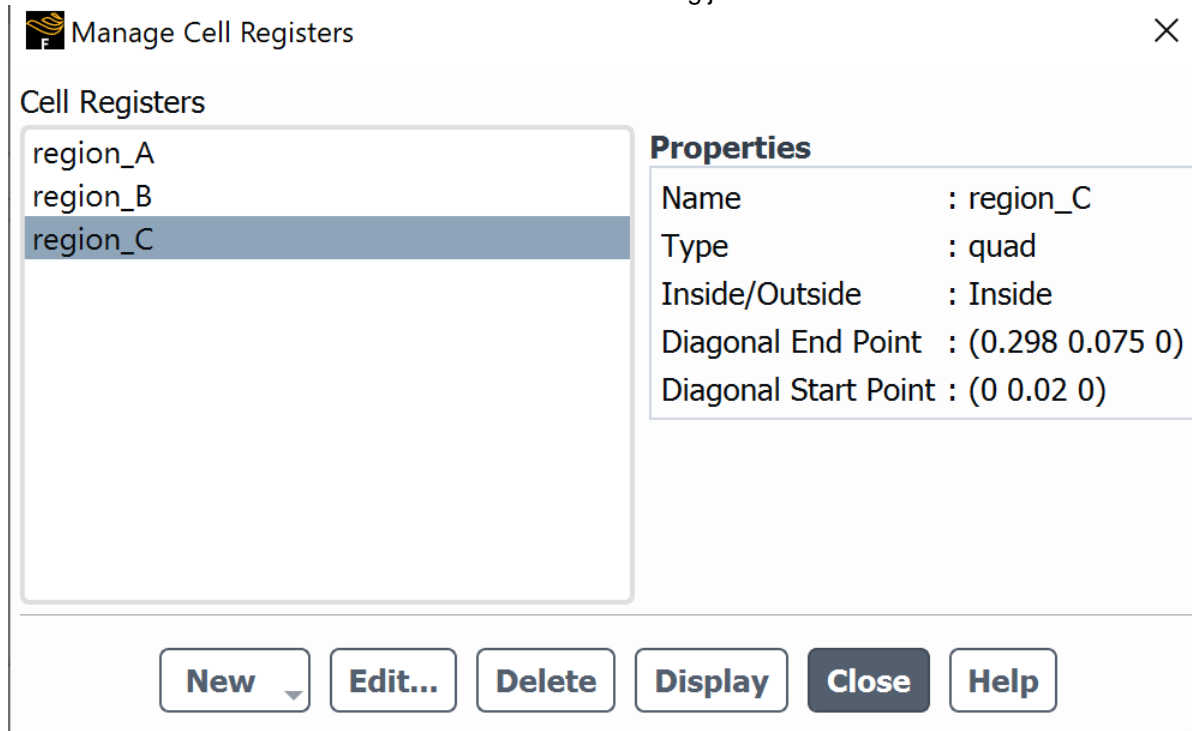 Manage Cell Registers
Cell Registers
region_A
region_B
region_C
Properties
Name : region_C
Type : quad
Inside/Outside : Inside
Diagonal End Point : (0.298 0.075 0)
Diagonal Start Point : (0 0.02 0)
New Edit... Delete Display Close Help